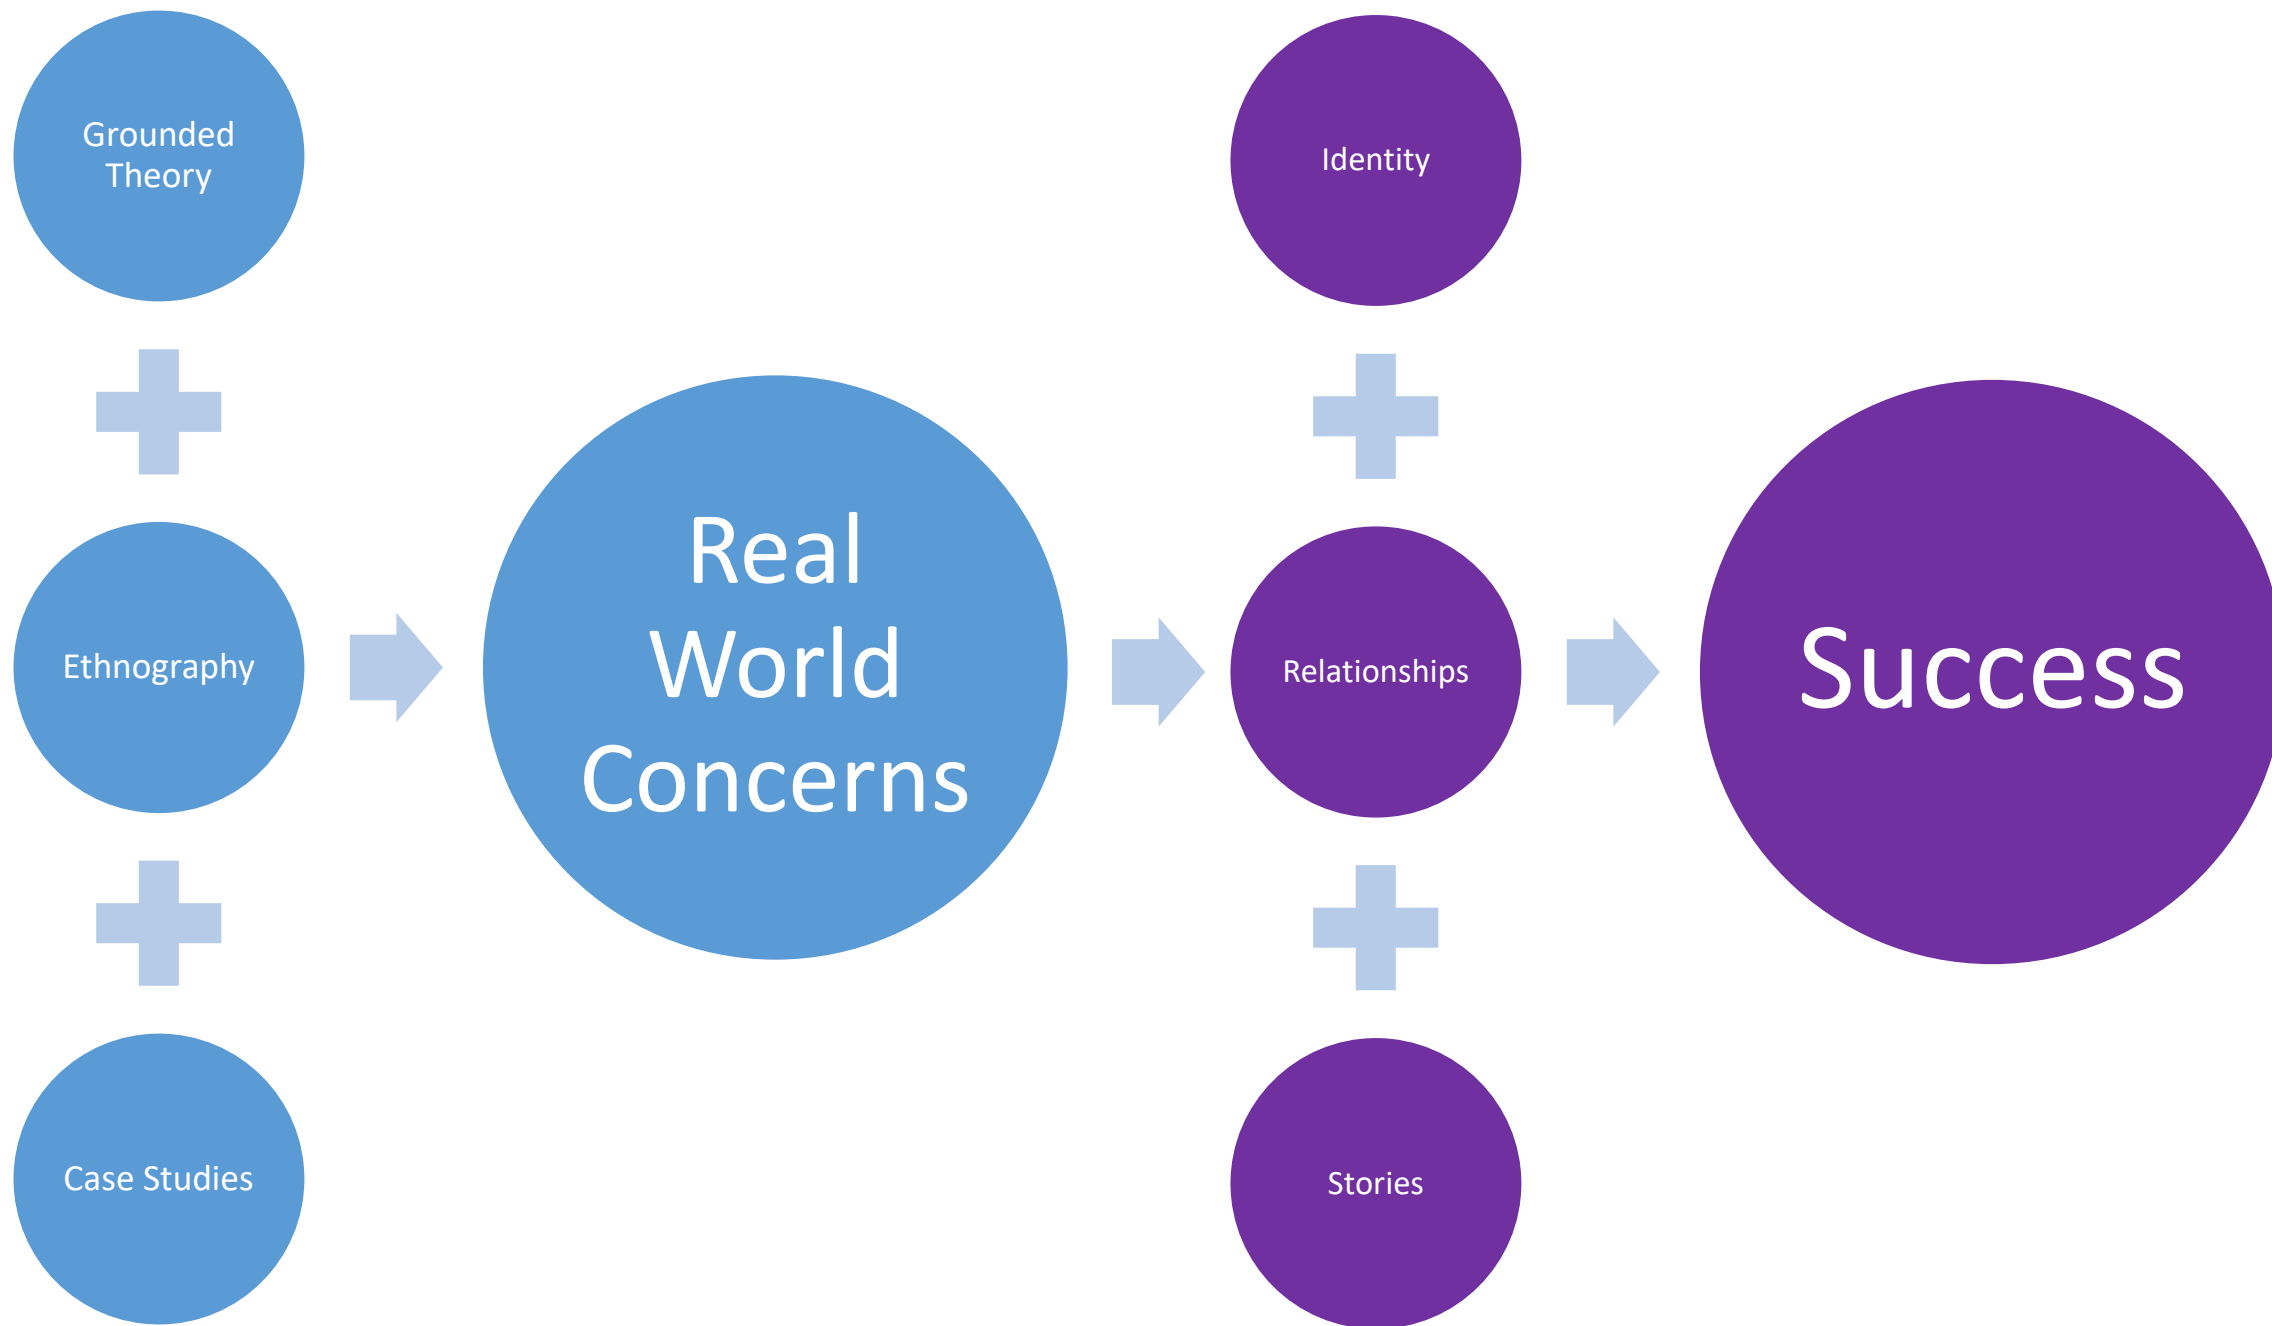 Grounded
Theory
Ethnography
Case Studies
Real
World
Concerns
Identity
Relationships
Stories
Success